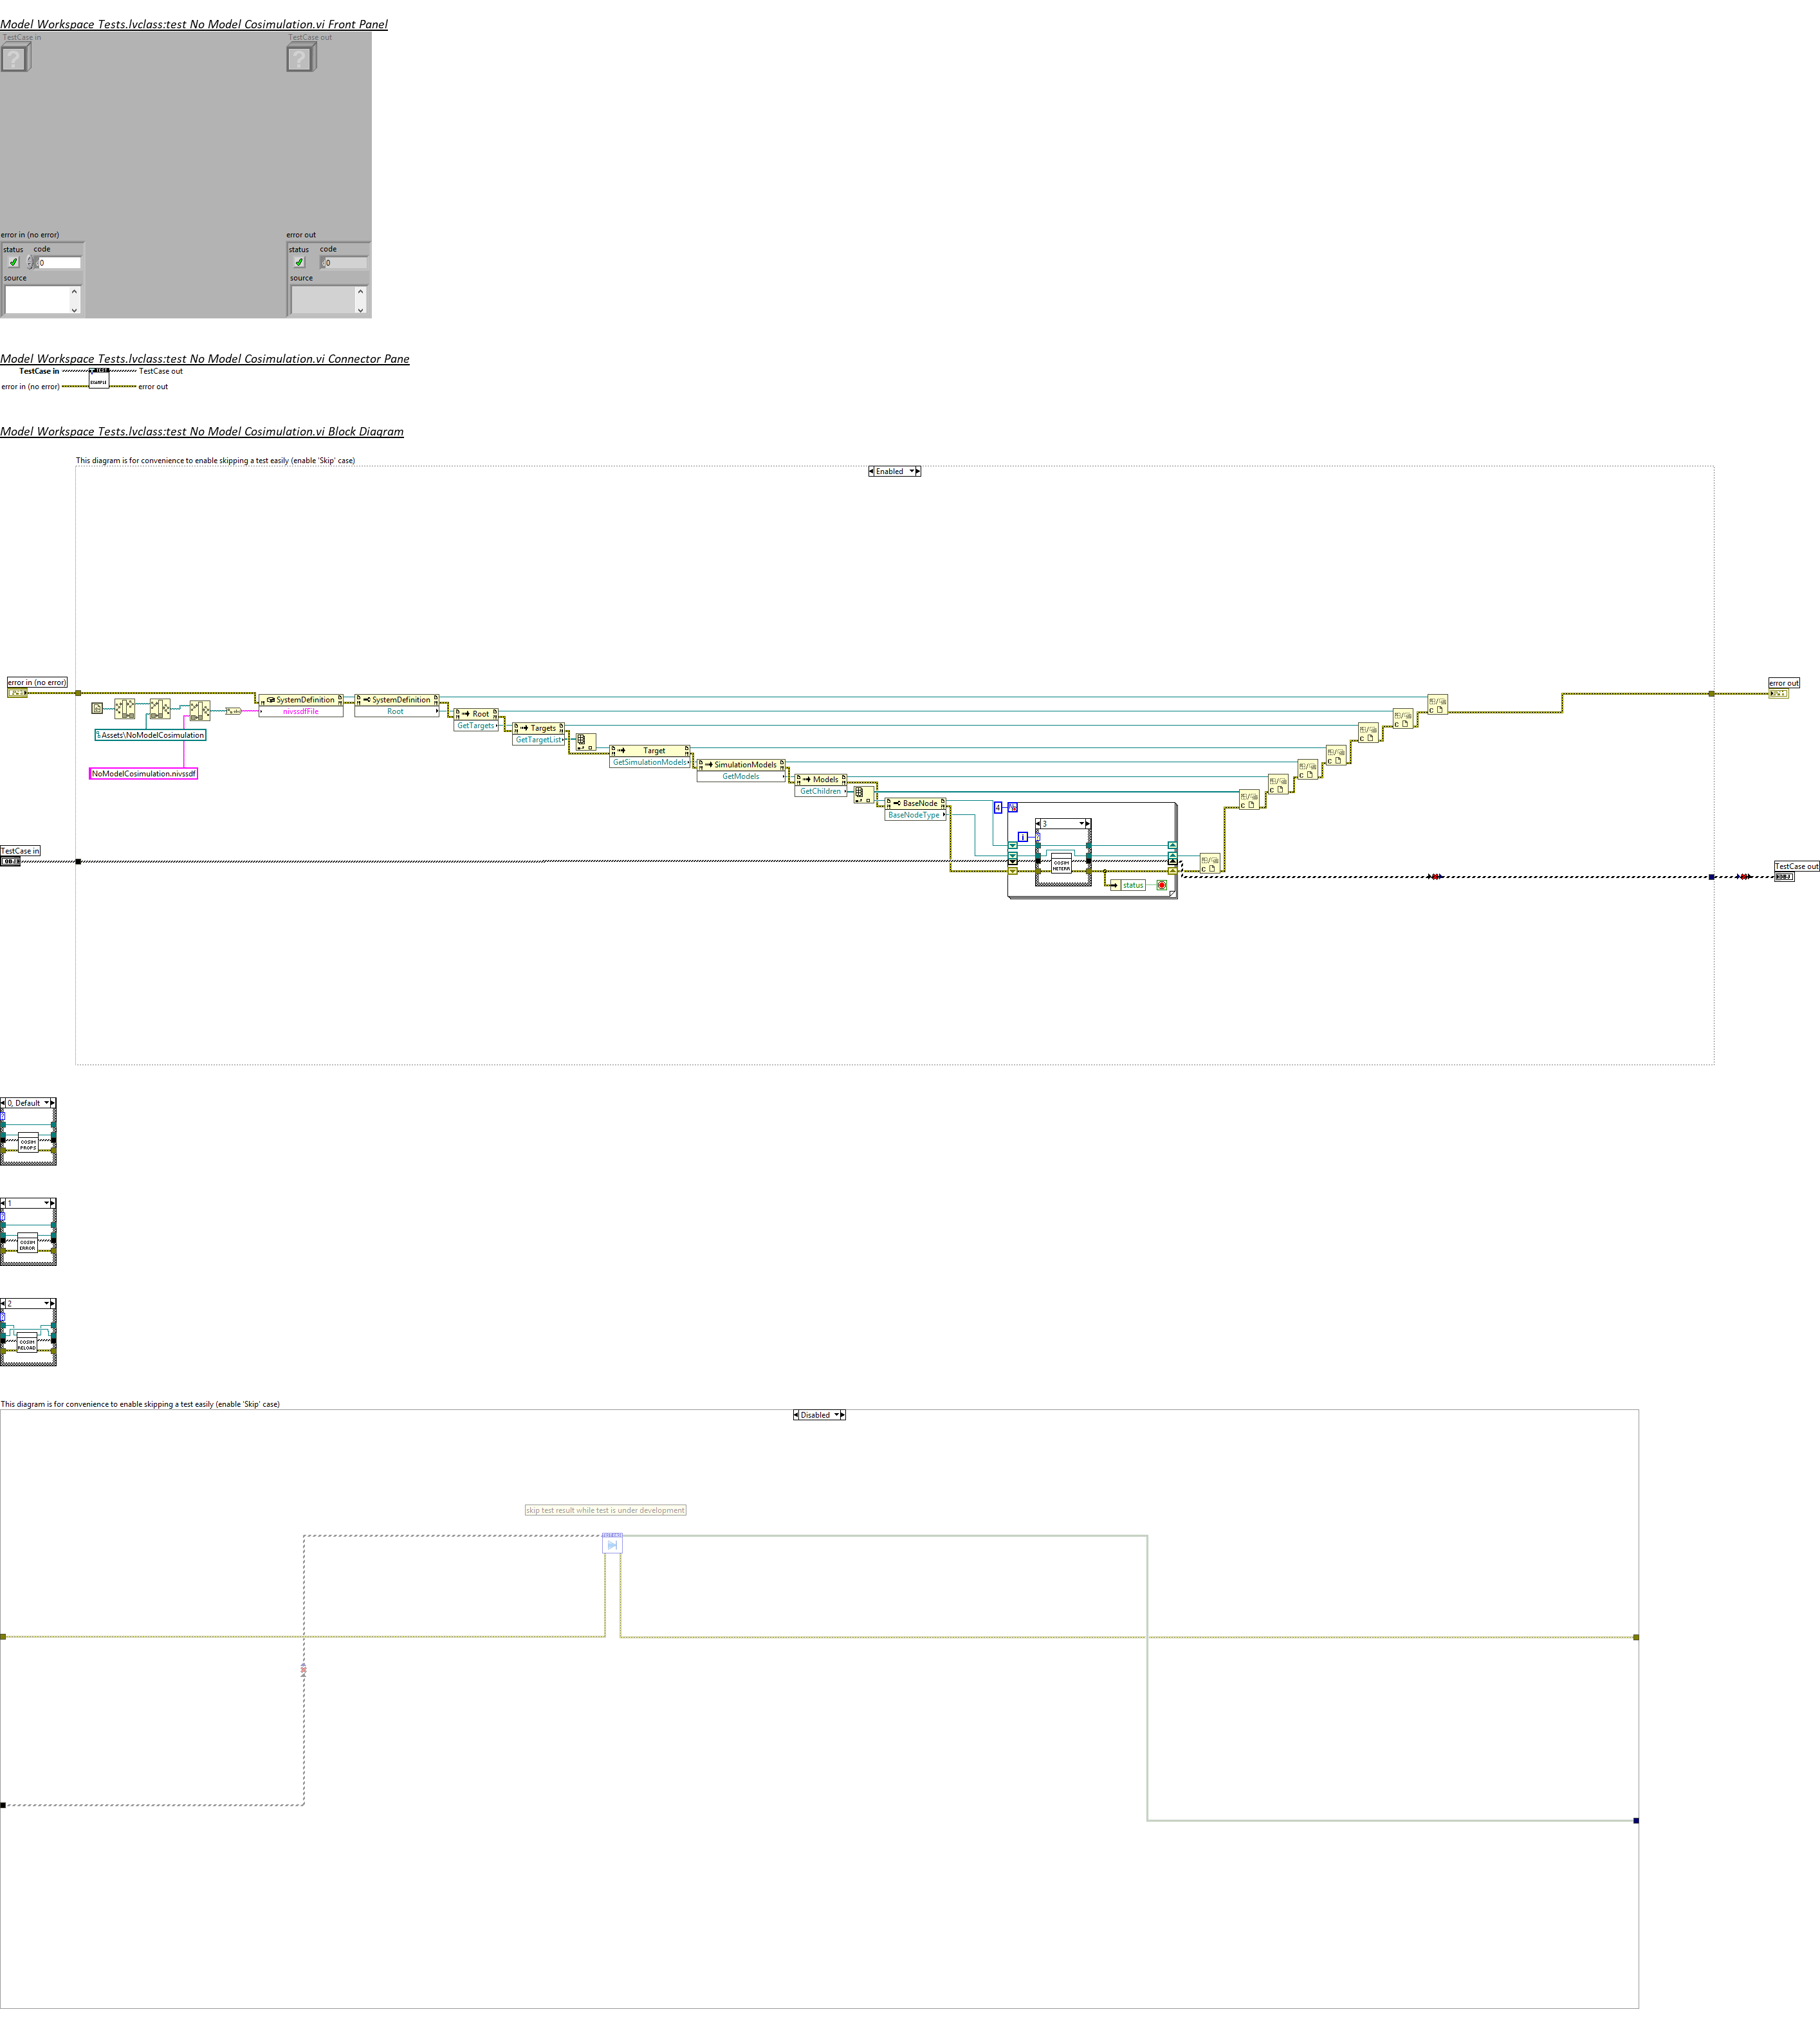 Model Workspace Tests.lvclass:test No Model Cosimulation.vi Front Panel
TestCase in
TestCase out
error in (no error)
error out
status code
status code
0
0
source
source
Model Workspace Tests.lvclass:test No Model Cosimulation.vi Connector Pane
TestCase in
TestCase out
EXAMPLE
error in (no error)
error out
Model Workspace Tests.lvclass:test No Model Cosimulation.vi Block Diagram
This diagram is for convenience to enable skipping a test easily (enable 'Skip' case)
Enabled
error in (no error)
error out
SystemDefinition
nivssdfFile
SystemDefinition
Root
Root
GetTargets
Targets
GetTargetList
Assets\NoModelCosimulation
Target
GetSimulationModels
SimulationModels
GetModels
NoModelCosimulation.nivssdf
Models
GetChildren
BaseNode
BaseNodeType
4
3
i
TestCase in
COSIM
TestCase out
status
0, Default
COSIM
PROPS
1
COSIM
ERROR
2
COSIM
RELOAD
This diagram is for convenience to enable skipping a test easily (enable 'Skip' case)
Disabled
skip test result while test is under development